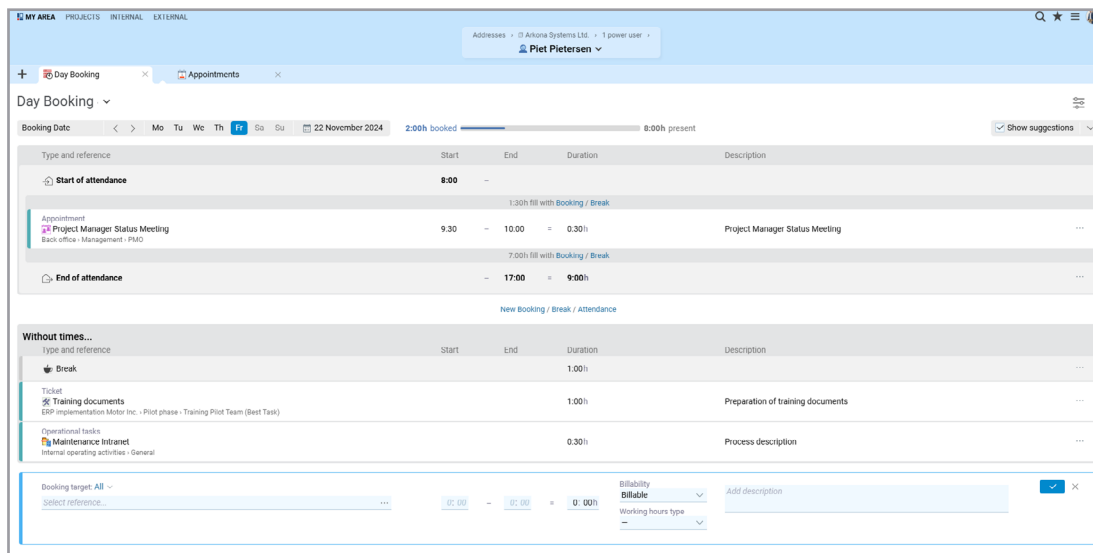 MY AREA PROJECTS INTERNAL EXTERNAL
Addresses › Arkona Systems Ltd. › 1 power user ›
Piet Pietersen
+ Day Booking × Appointments ×
Day Booking
Booking Date < > Mo Tu We Th Fr Sa Su 22 November 2024 2:00h booked 8:00h present Show suggestions
Type and reference Start End Duration Description
Start of attendance 8:00 –
1:30h fill with Booking / Break
Appointment
Project Manager Status Meeting 9:30 – 10:00 = 0:30h Project Manager Status Meeting ...
Back office › Management › PMO
7:00h fill with Booking / Break
End of attendance – 17:00 = 9:00h ...
New Booking / Break / Attendance
Without times...
Type and reference Start End Duration Description
Break 1:00h ...
Ticket
Training documents 1:00h Preparation of training documents ...
ERP implementation Motor Inc. › Pilot phase › Training Pilot Team (Best Task)
Operational tasks
Maintenance Intranet 0:30h Process description ...
Internal operating activities › General
Booking target: All
Select reference... ... 0: 00 – 0: 00 = 0: 00h
Billability
Billable
Working hours type
–
Add description